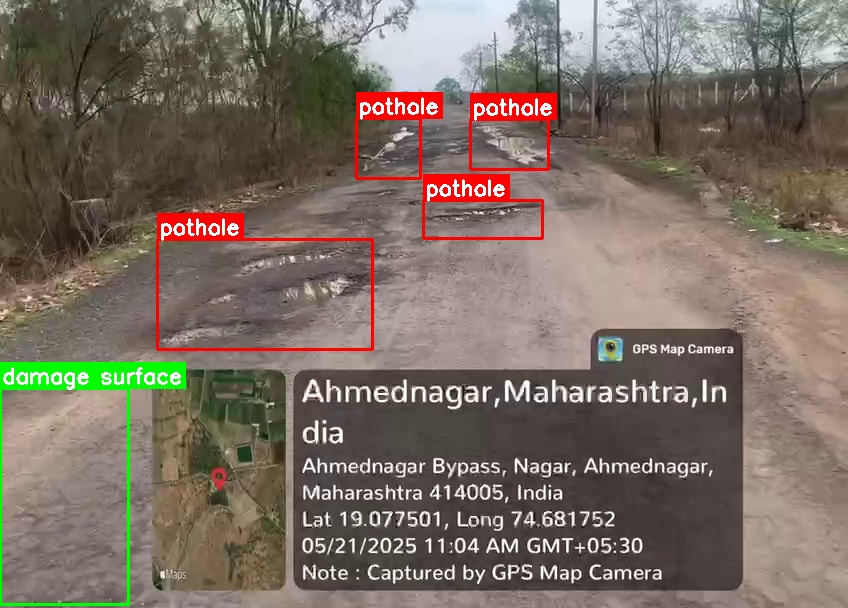 pothole
pothole
pothole
pothole
damage surface
GPS Map Camera
Ahmednagar,Maharashtra,In
dia
Ahmednagar Bypass, Nagar, Ahmednagar,
Maharashtra 414005, India
Lat 19.077501, Long 74.681752
05/21/2025 11:04 AM GMT+05:30
Note : Captured by GPS Map Camera
Maps